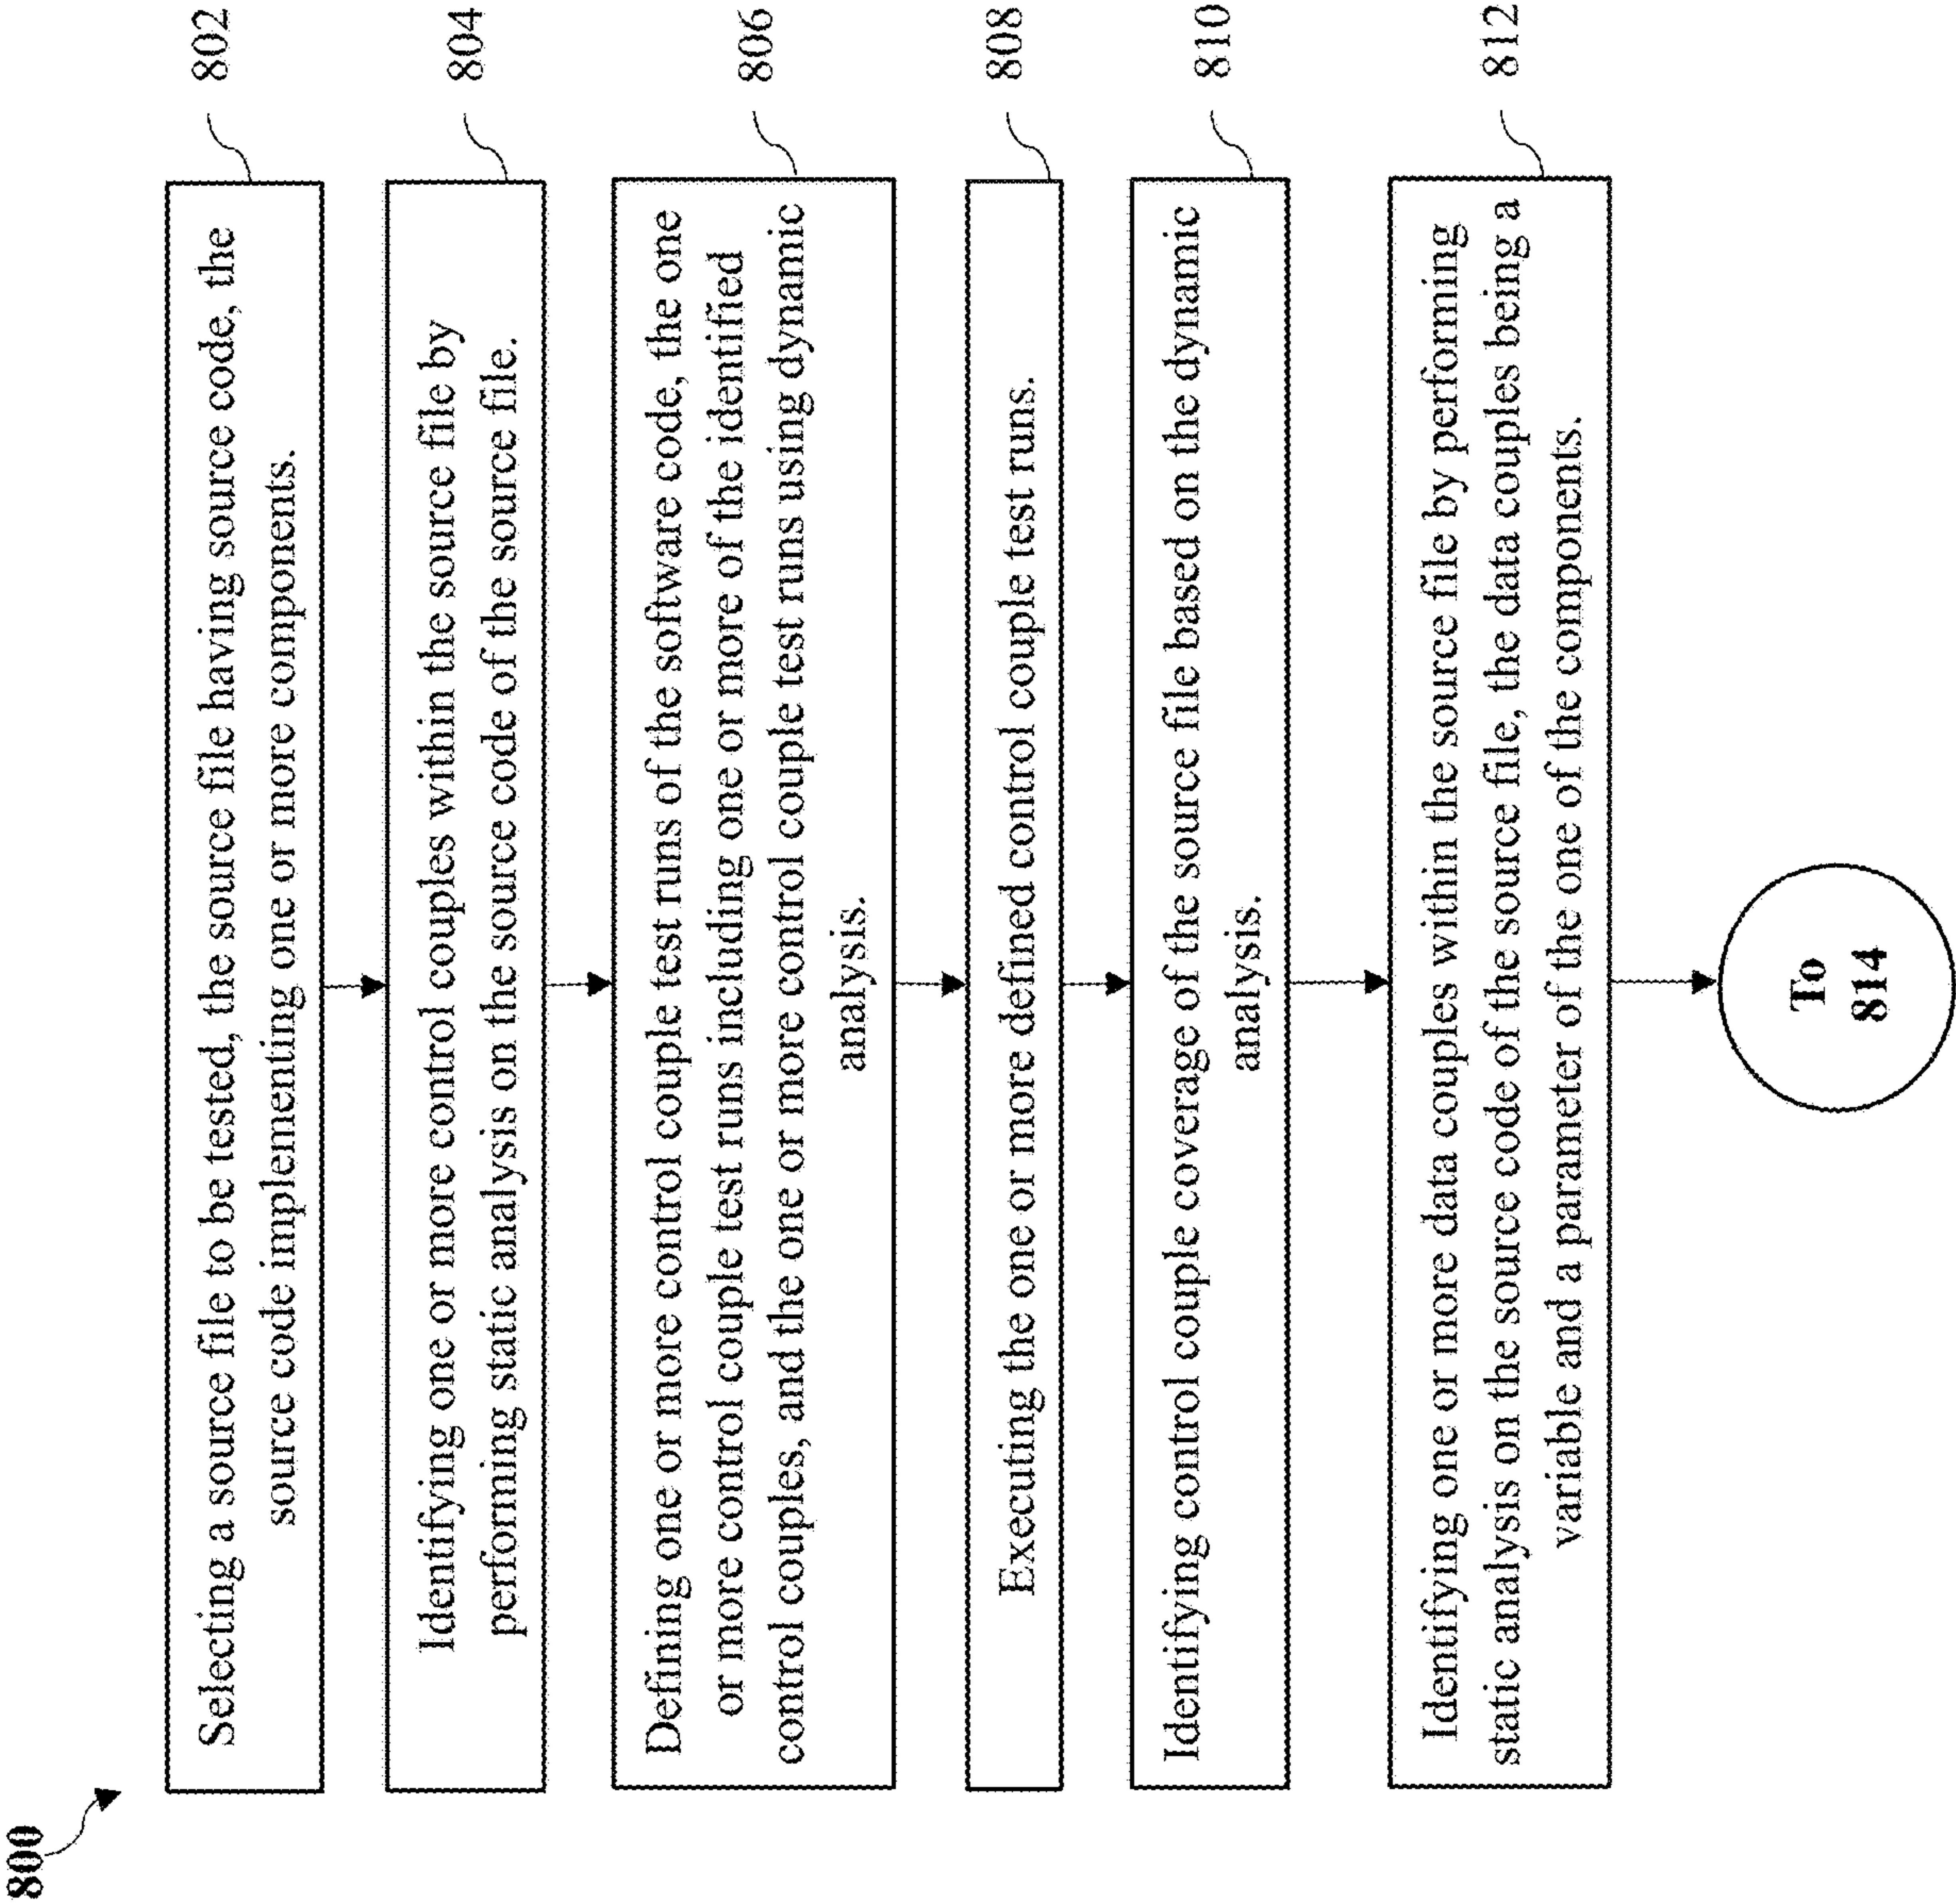 800
Selecting a source file to be tested, the source file having source code, the
source code implementing one or more components.
802
Identifying one or more control couples within the source file by
performing static analysis on the source code of the source file.
804
Defining one or more control couple test runs of the software code, the one
or more control couple test runs including one or more of the identified
control couples, and the one or more control couple test runs using dynamic
analysis.
806
Executing the one or more defined control couple test runs.
808
Identifying control couple coverage of the source file based on the dynamic
analysis.
810
Identifying one or more data couples within the source file by performing
static analysis on the source code of the source file, the data couples being a
variable and a parameter of the one of the components.
812
To
814